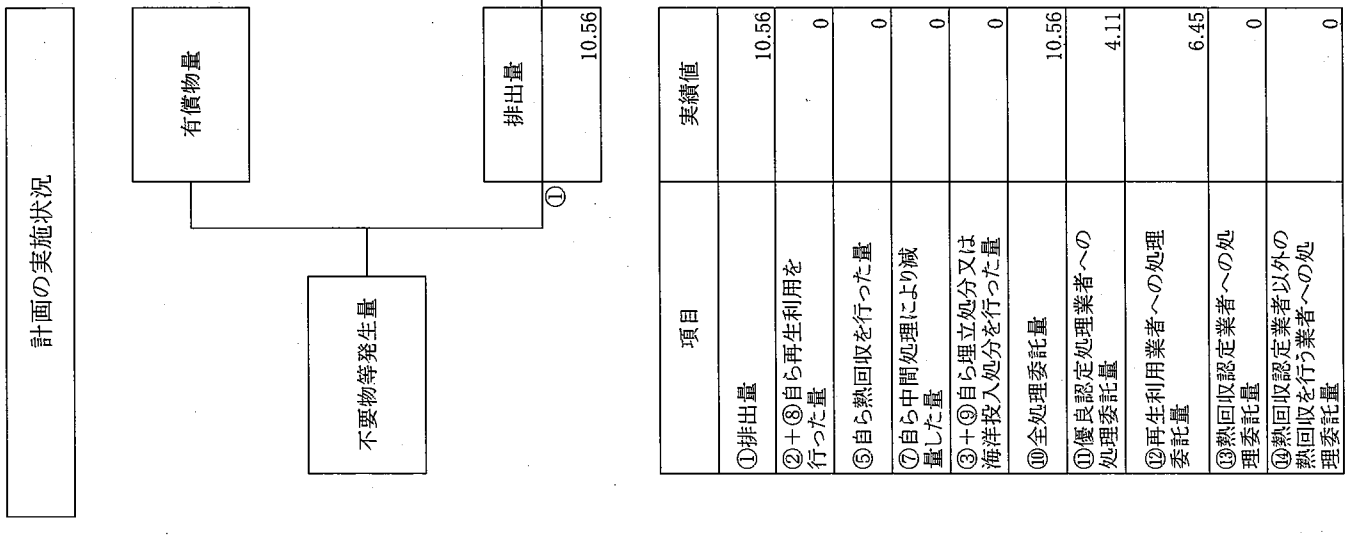 計画の実施状況
有償物量
不要物等発生量
排出量
①
10.56
項目
実績値
①排出量
10.56
②+⑧自ら再生利用を
行った量
0
⑤自ら熱回収を行った量
0
⑦自ら中間処理により減
量した量
0
③+⑨自ら埋立処分又は
海洋投入処分を行った量
0
⑩全処理委託量
10.56
⑪優良認定処理業者への
処理委託量
4.11
⑫再生利用業者への処理
委託量
6.45
⑬熱回収認定業者への処
理委託量
0
⑭熱回収認定業者以外の
熱回収を行う業者への処
理委託量
0